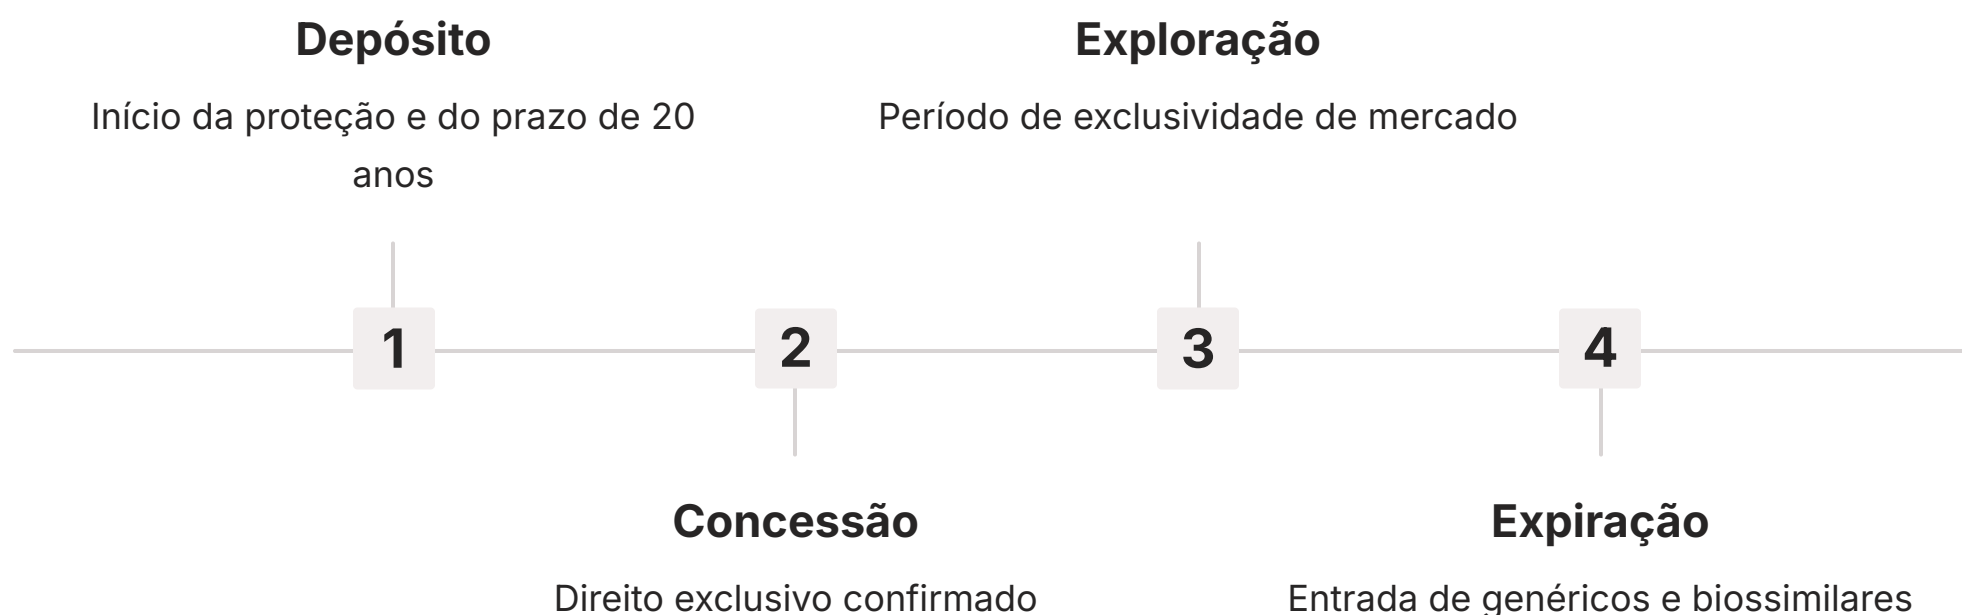 Depósito
Início da proteção e do prazo de 20
anos
Exploração
Período de exclusividade de mercado
1
2
3
4
Concessão
Direito exclusivo confirmado
Expiração
Entrada de genéricos e biossimilares